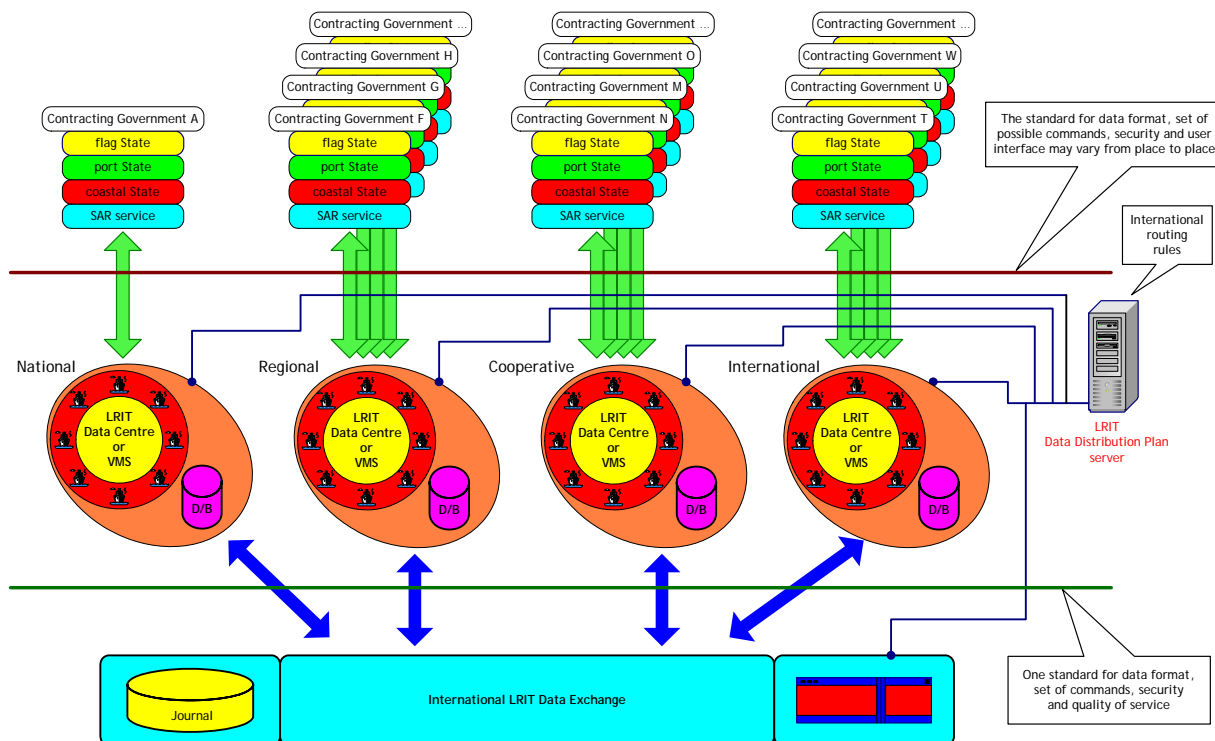 Contracting Government ...
Contracting Government ...
Contracting Government ...
Contracting Government H
Contracting Government O
Contracting Government W
Contracting Government G
Contracting Government M
Contracting Government U
Contracting Government A
Contracting Government F
Contracting Government N
Contracting Government T
flag State
flag State
flag State
flag State
port State
port State
port State
port State
coastal State
coastal State
coastal State
coastal State
SAR service
SAR service
SAR service
SAR service
The standard for data format, set of
possible commands, security and user
interface may vary from place to place
International
routing
rules
National
Regional
Cooperative
International
LRIT
Data Centre
or
VMS
D/B
LRIT
Data Centre
or
VMS
D/B
LRIT
Data Centre
or
VMS
D/B
LRIT
Data Centre
or
VMS
D/B
LRIT
Data Distribution Plan
server
Journal
International LRIT Data Exchange
One standard for data format,
set of commands, security
and quality of service